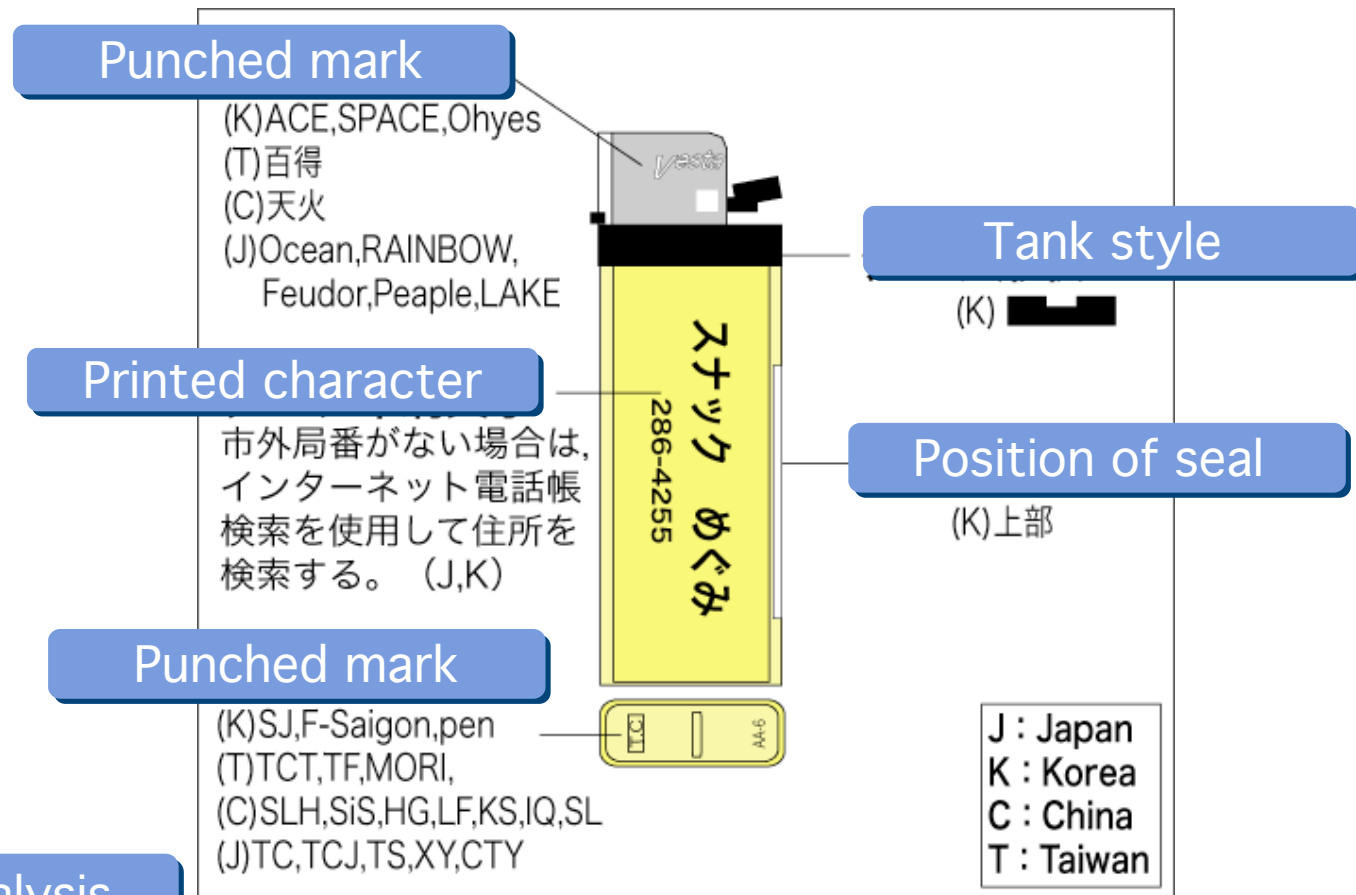 Punched mark
(K)ACE,SPACE,Ohyes
(T)百得
(C)天火
(J)Ocean,RAINBOW,
Feudor,Peaple,LAKE
Vesta
Tank style
(K)
Printed character
市外局番がない場合は,
インターネット電話帳
検索を使用して住所を
検索する。 (J,K)
スナック めぐみ
286-4255
Position of seal
(K)上部
Punched mark
(K)SJ,F-Saigon,pen
(T)TCT,TF,MORI,
(C)SLH,SiS,HG,LF,KS,IQ,SL
(J)TC,TCJ,TS,XY,CTY
TC
AA-6
J：Japan
K：Korea
C：China
T：Taiwan
alysis